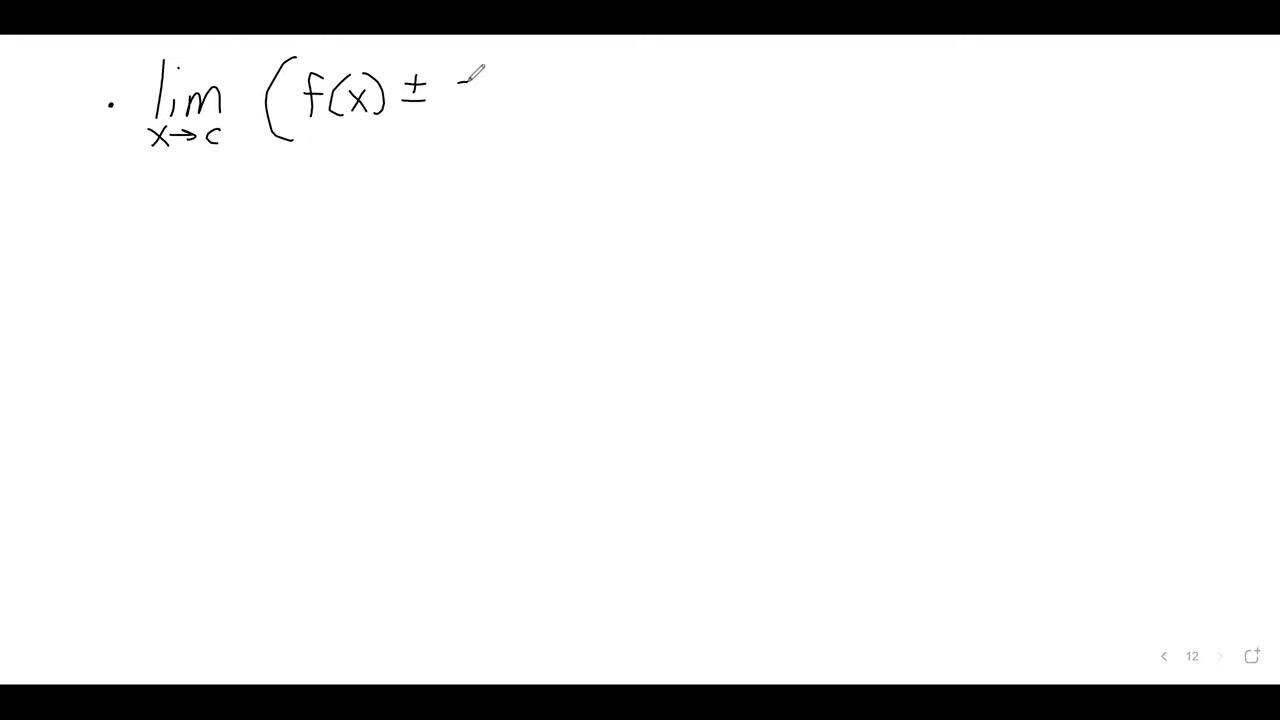 · lim (f(x) ±
x→c
12